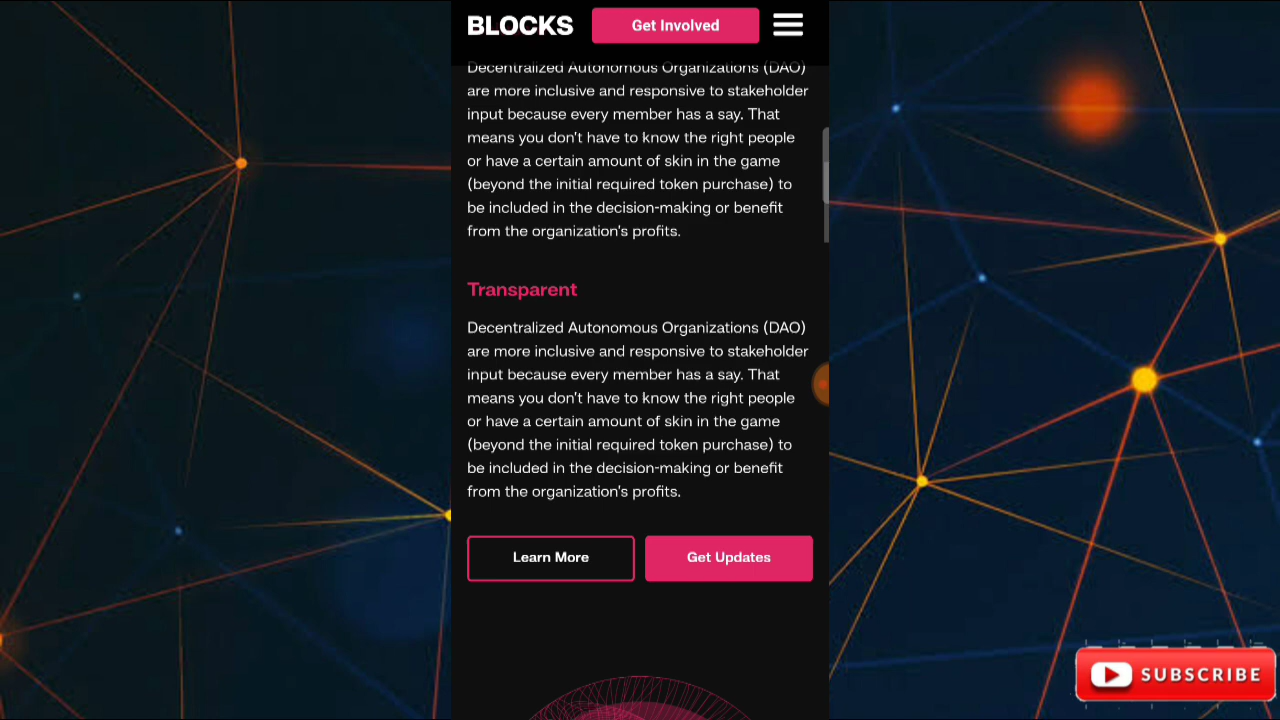 BLOCKS
Get Involved
Decentralized Autonomous Organizations (DAO)
are more inclusive and responsive to stakeholder
input because every member has a say. That
means you don't have to know the right people
or have a certain amount of skin in the game
(beyond the initial required token purchase) to
be included in the decision-making or benefit
from the organization's profits.
Transparent
Decentralized Autonomous Organizations (DAO)
are more inclusive and responsive to stakeholder
input because every member has a say. That
means you don't have to know the right people
or have a certain amount of skin in the game
(beyond the initial required token purchase) to
be included in the decision-making or benefit
from the organization's profits.
Learn More
Get Updates
SUBSCRIBE